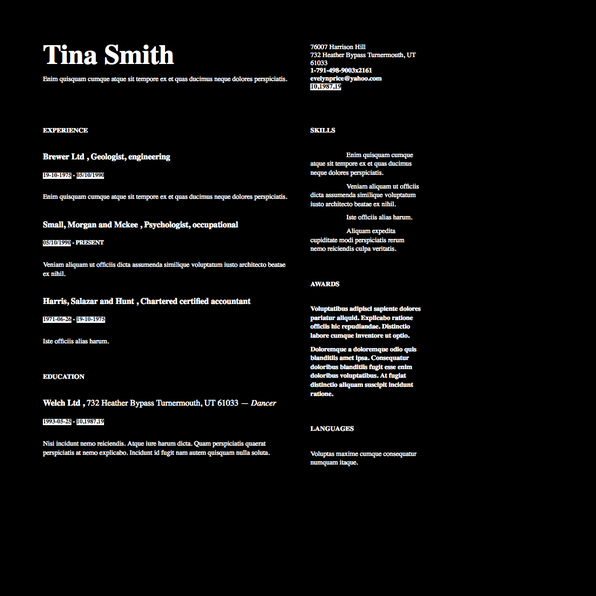 Tina Smith
Enim quisquam cumque atque sit tempore ex et quas ducimus neque dolores perspiciatis.
76007 Harrison Hill
732 Heather Bypass Turnermouth, UT
61033
1-791-498-9003x2161
evelynprice@yahoo.com
10.1987.19
EXPERIENCE
Brewer Ltd , Geologist, engineering
19-10-1975 - 05/10/1990
Enim quisquam cumque atque sit tempore ex et quas ducimus neque dolores perspiciatis.
Small, Morgan and Mckee , Psychologist, occupational
05/10/1990 - PRESENT
Veniam aliquam ut officiis dicta assumenda similique voluptatum iusto architecto beatae
ex nihil.
Harris, Salazar and Hunt , Chartered certified accountant
1971-06-20 - 19-10-1975
Iste officiis alias harum.
EDUCATION
Welch Ltd , 732 Heather Bypass Turnermouth, UT 61033 — Dancer
1993-05-25 - 10.1987.19
Nisi incidunt nemo reiciendis. Atque iure harum dicta. Quam perspiciatis quaerat
perspiciatis at nemo explicabo. Incidunt id fugit nam autem quisquam nulla soluta.
SKILLS
Enim quisquam cumque
atque sit tempore ex et quas ducimus
neque dolores perspiciatis.
Veniam aliquam ut officiis
dicta assumenda similique voluptatum
iusto architecto beatae ex nihil.
Iste officiis alias harum.
Aliquam expedita
cupiditate modi perspiciatis rerum
nemo reiciendis culpa veritatis.
AWARDS
Voluptatibus adipisci sapiente dolores
pariatur aliquid. Explicabo ratione
officiis hic repudiandae. Distinctio
labore cumque inventore ut optio.
Doloremque a doloremque odio quis
blanditiis amet ipsa. Consequatur
doloribus blanditiis fugit esse enim
doloribus voluptatibus. At fugiat
distinctio aliquam suscipit incidunt
ratione.
LANGUAGES
Voluptas maxime cumque consequatur
numquam itaque.